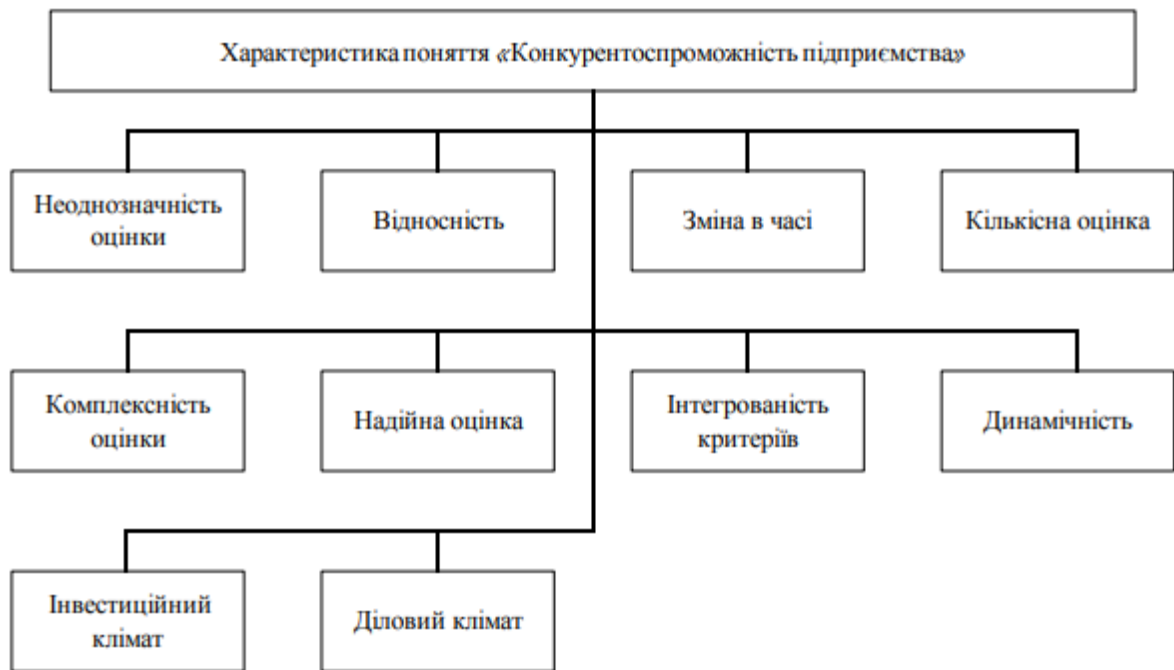 Характеристика поняття «Конкурентоспроможність підприємства»
Неоднозначність
оцінки
Відносність
Зміна в часі
Кількісна оцінка
Комплексність
оцінки
Надійна оцінка
Інтегрованість
критеріїв
Динамічність
Інвестиційний
клімат
Діловий клімат